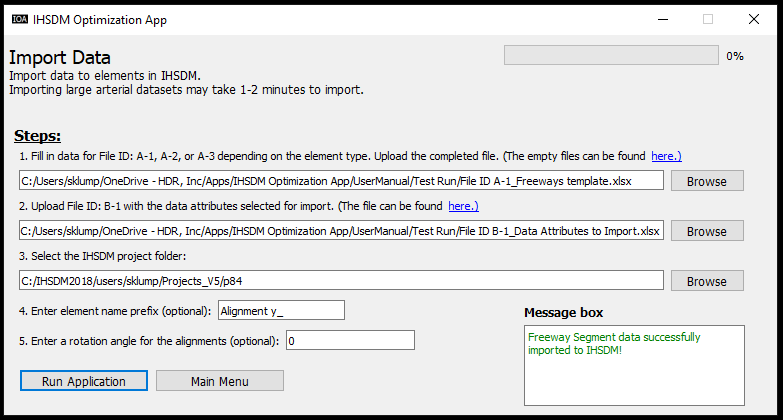 IOA IHSDM Optimization App
Import Data
0%
Import data to elements in IHSDM.
Importing large arterial datasets may take 1-2 minutes to import.
Steps:
1. Fill in data for File ID: A-1, A-2, or A-3 depending on the element type. Upload the completed file. (The empty files can be found here.)
C:/Users/sklump/OneDrive - HDR, Inc/Apps/IHSDM Optimization App/UserManual/Test Run/File ID A-1_Freeways template.xlsx
Browse
2. Upload File ID: B-1 with the data attributes selected for import. (The file can be found here.)
C:/Users/sklump/OneDrive - HDR, Inc/Apps/IHSDM Optimization App/UserManual/Test Run/File ID B-1_Data Attributes to Import.xlsx
Browse
3. Select the IHSDM project folder:
C:/IHSDM2018/users/sklump/Projects_V5/p84
Browse
4. Enter element name prefix (optional): Alignment y_
5. Enter a rotation angle for the alignments (optional): 0
Message box
Freeway Segment data successfully
imported to IHSDM!
Run Application
Main Menu